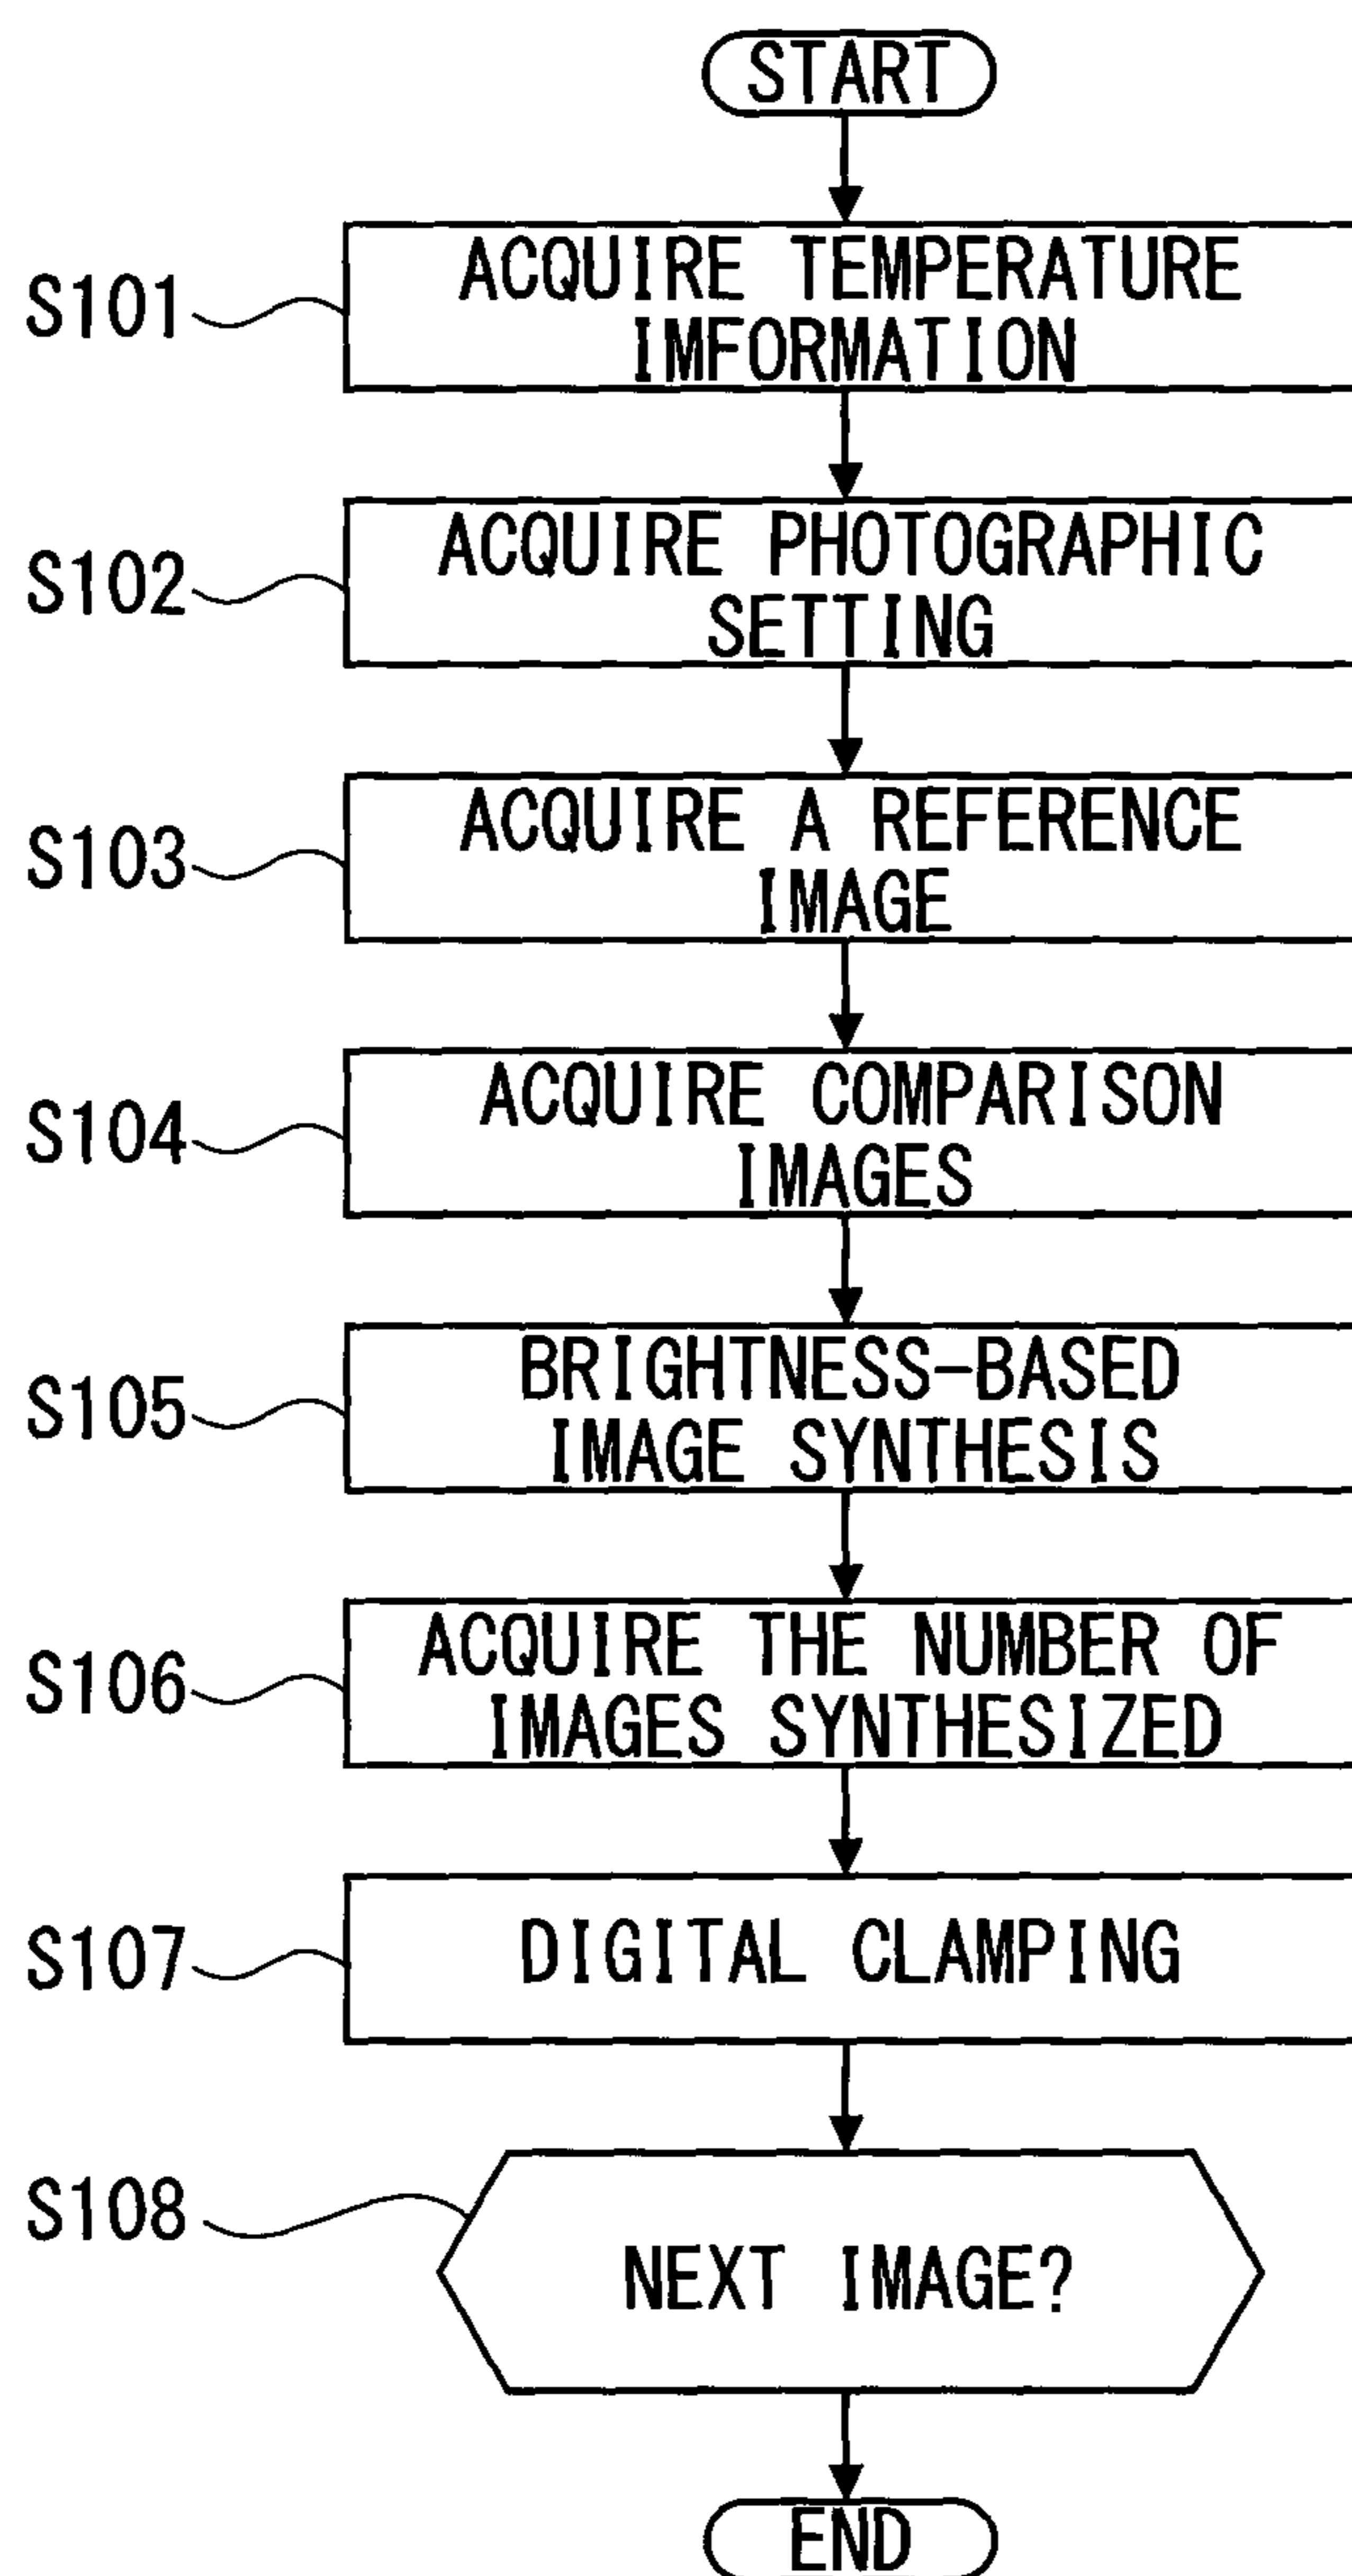 START
S101
ACQUIRE TEMPERATURE
IMFORMATION
S102
ACQUIRE PHOTOGRAPHIC
SETTING
S103
ACQUIRE A REFERENCE
IMAGE
S104
ACQUIRE COMPARISON
IMAGES
S105
BRIGHTNESS-BASED
IMAGE SYNTHESIS
S106
ACQUIRE THE NUMBER OF
IMAGES SYNTHESIZED
S107
DIGITAL CLAMPING
S108
NEXT IMAGE?
END